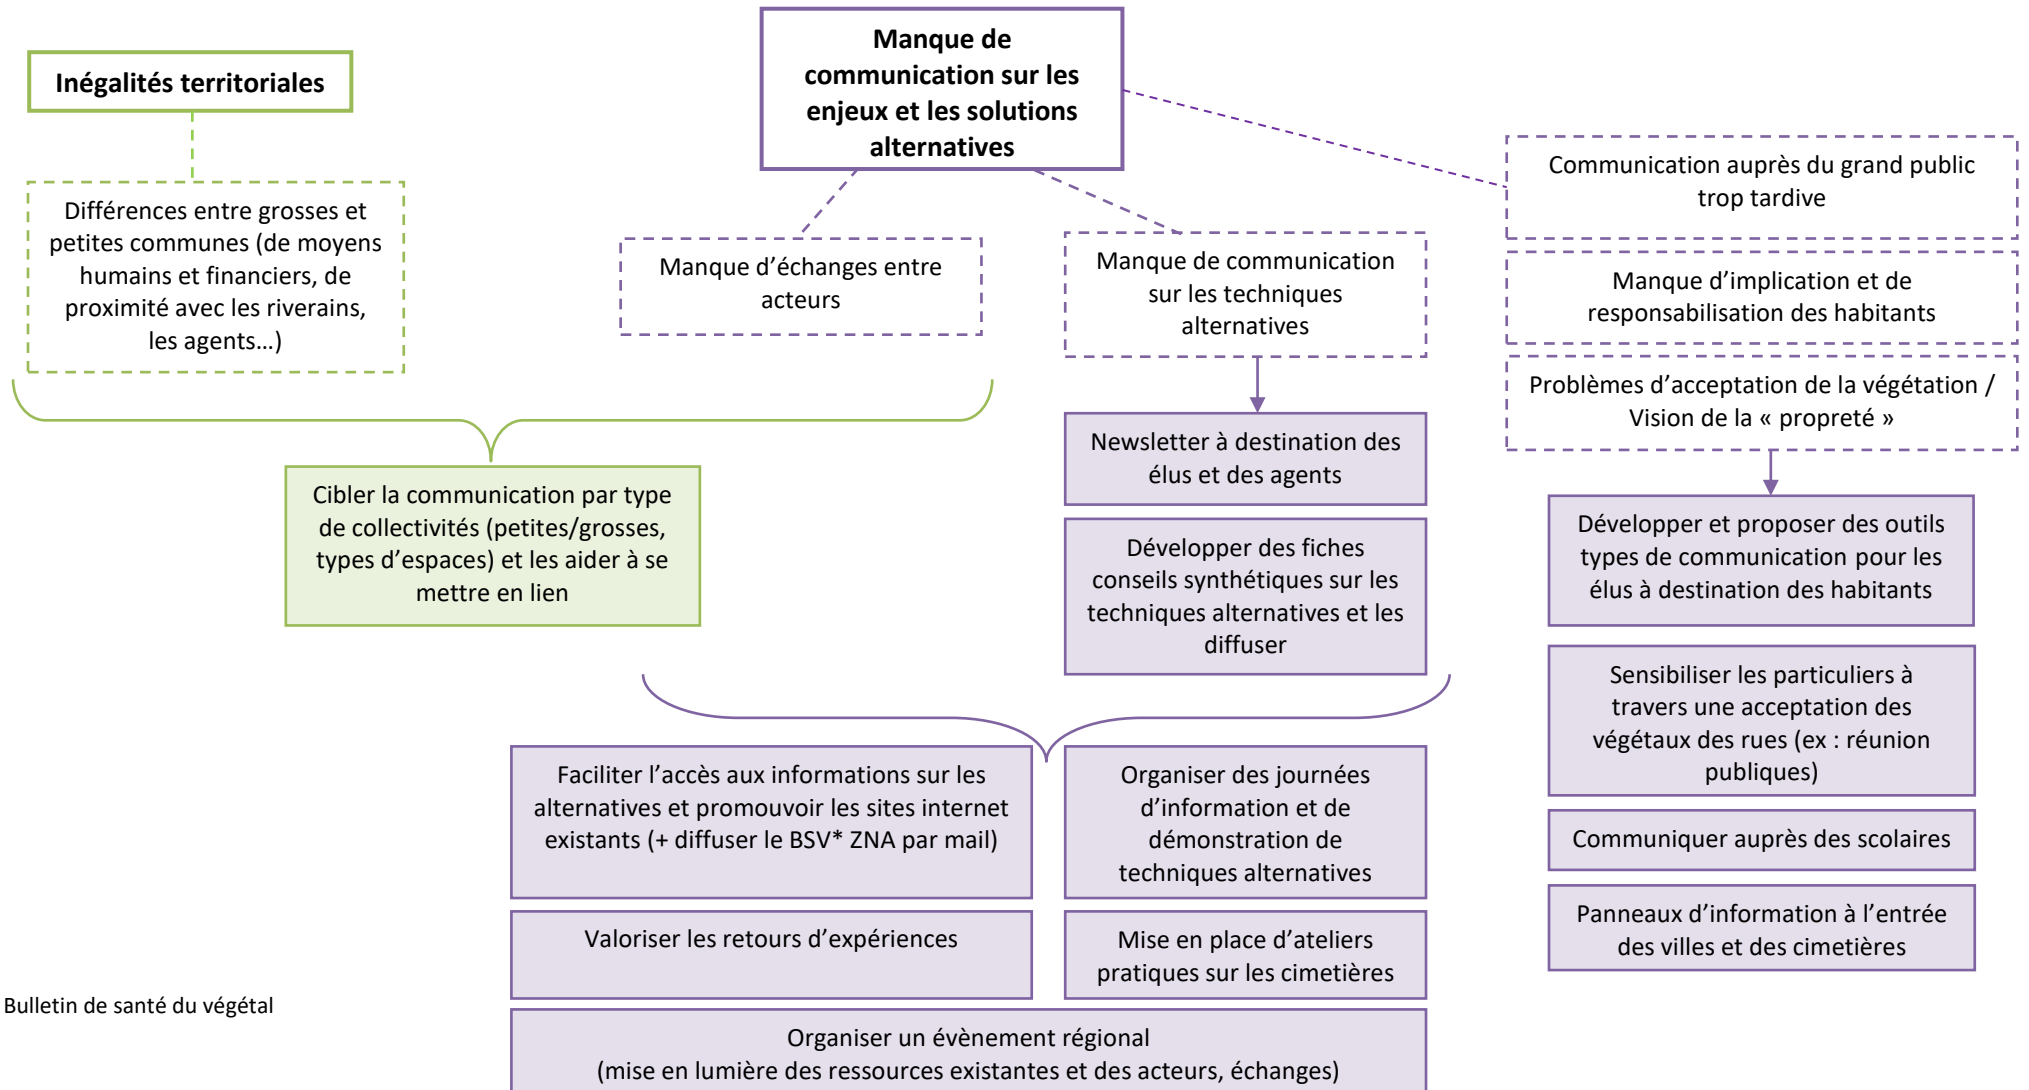 Inégalités territoriales
Manque de
communication sur les
enjeux et les solutions
alternatives
Différences entre grosses et
petites communes (de moyens
humains et financiers, de
proximité avec les riverains,
les agents…)
Manque d’échanges entre
acteurs
Manque de communication
sur les techniques
alternatives
Communication auprès du grand public
trop tardive
Manque d’implication et de
responsabilisation des habitants
Problèmes d’acceptation de la végétation /
Vision de la « propreté »
Cibler la communication par type
de collectivités (petites/grosses,
types d’espaces) et les aider à se
mettre en lien
Newsletter à destination des
élus et des agents
Développer des fiches
conseils synthétiques sur les
techniques alternatives et les
diffuser
Développer et proposer des outils
types de communication pour les
élus à destination des habitants
Sensibiliser les particuliers à
travers une acceptation des
végétaux des rues (ex : réunion
publiques)
Communiquer auprès des scolaires
Panneaux d’information à l’entrée
des villes et des cimetières
Faciliter l’accès aux informations sur les
alternatives et promouvoir les sites internet
existants (+ diffuser le BSV* ZNA par mail)
Organiser des journées
d’information et de
démonstration de
techniques alternatives
Valoriser les retours d’expériences
Mise en place d’ateliers
pratiques sur les cimetières
Organiser un évènement régional
(mise en lumière des ressources existantes et des acteurs, échanges)
Bulletin de santé du végétal